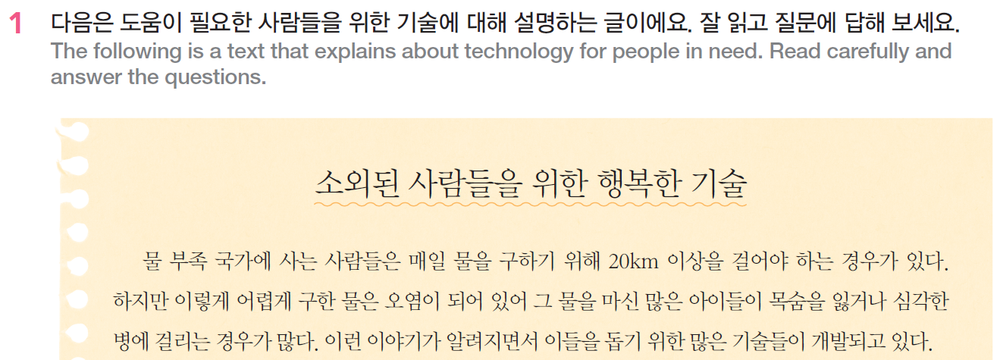 1 다음은 도움이 필요한 사람들을 위한 기술에 대해 설명하는 글이에요. 잘 읽고 질문에 답해 보세요.
The following is a text that explains about technology for people in need. Read carefully and
answer the questions.
소외된 사람들을 위한 행복한 기술
물 부족 국가에 사는 사람들은 매일 물을 구하기 위해 20km 이상을 걸어야 하는 경우가 있다.
하지만 이렇게 어렵게 구한 물은 오염이 되어 있어 그 물을 마신 많은 아이들이 목숨을 잃거나 심각한
병에 걸리는 경우가 많다. 이런 이야기가 알려지면서 이들을 돕기 위한 많은 기술들이 개발되고 있다.